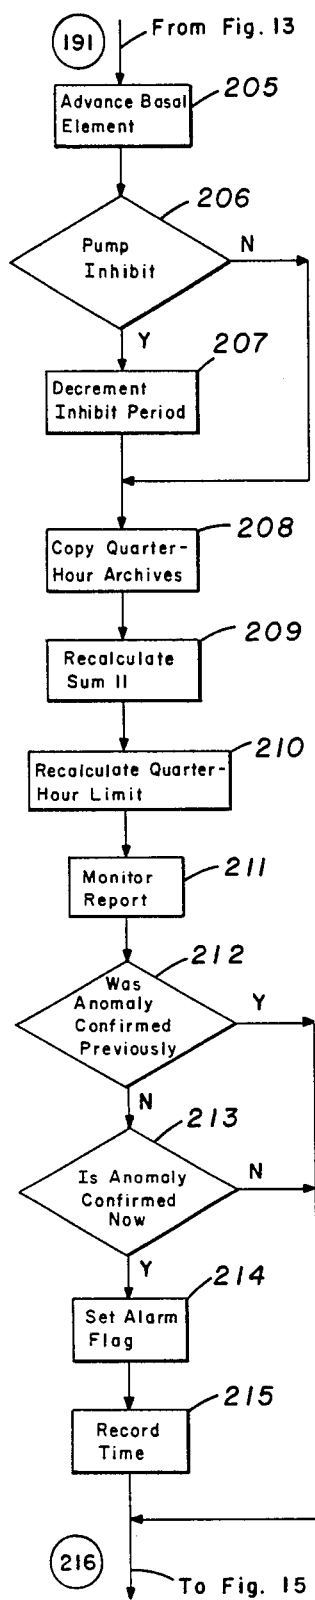 191
From Fig. 13
Advance Basal
Element
205
206
Pump
Inhibit
N
Y
207
Decrement
Inhibit Period
208
Copy Quarter-
Hour Archives
209
Recalculate
Sum II
210
Recalculate Quarter-
Hour Limit
211
Monitor
Report
212
Was
Anomaly
Confirmed
Previously
Y
N
213
Is Anomaly
Confirmed
Now
N
Y
214
Set Alarm
Flag
215
Record
Time
216
To Fig. 15